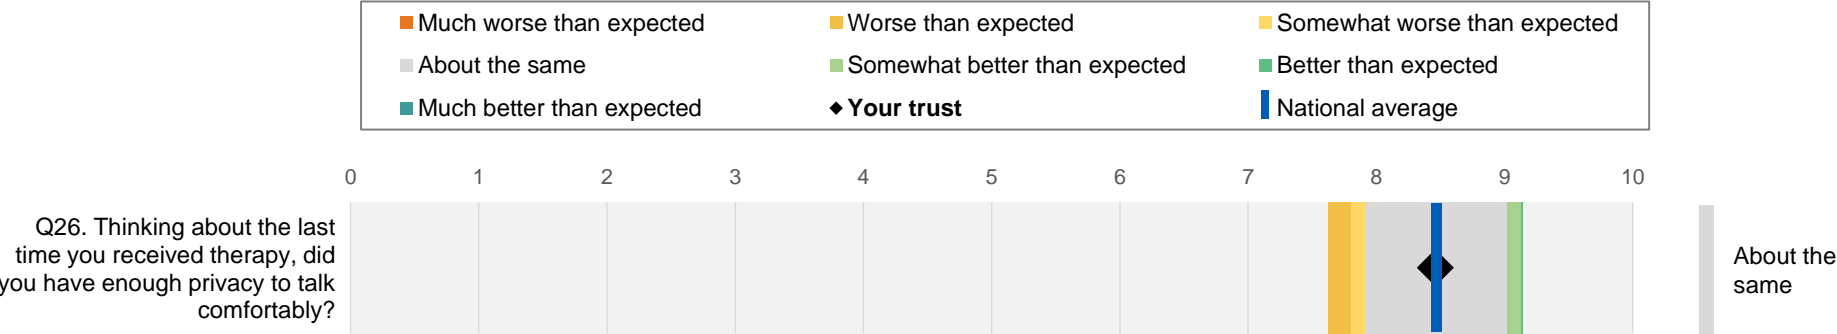 Much worse than expected
Worse than expected
Somewhat worse than expected
About the same
Somewhat better than expected
Better than expected
Much better than expected
Your trust
National average
0 1 2 3 4 5 6 7 8 9 10
Q26. Thinking about the last
time you received therapy, did
you have enough privacy to talk
comfortably?
About the
same